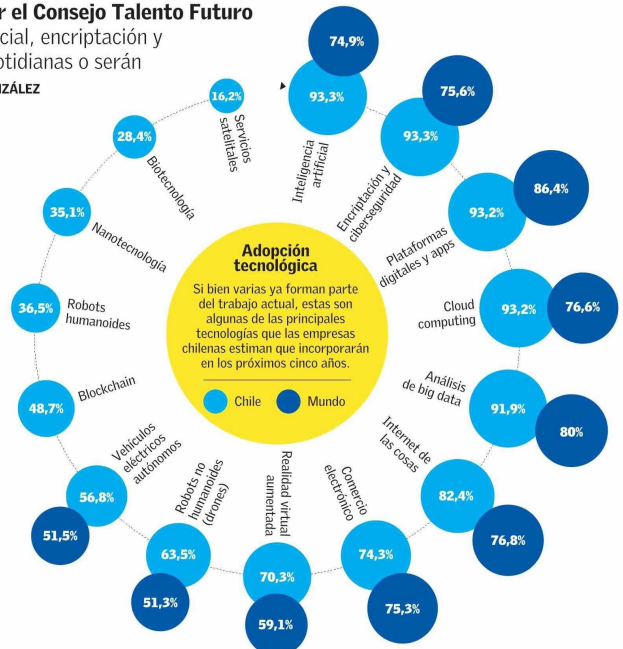 r el Consejo Talento Futuro
cial, encriptación y
otidianas o serán
NZÁLEZ
74,9%
93,3%
Inteligencia
artificial
75,6%
93,3%
Encriptación y
ciberseguridad
86,4%
93,2%
Plataformas
digitales y apps
93,2%
76,6%
Cloud
computing
91,9%
80%
Análisis
de big data
82,4%
76,8%
Internet de
las cosas
74,3%
75,3%
Comercio
electrónico
70,3%
59,1%
Realidad virtual
aumentada
63,5%
51,3%
Robots no
humanoides
(drones)
56,8%
51,5%
Vehículos
eléctricos
autónomos
48,7%
Blockchain
36,5%
Robots
humanoides
35,1%
Nanotecnología
28,4%
Biotecnología
16,2%
Servicios
satelitales
Adopción
tecnológica
Si bien varias ya forman parte
del trabajo actual, estas son
algunas de las principales
tecnologías que las empresas
chilenas estiman que incorporarán
en los próximos cinco años.
Chile
Mundo